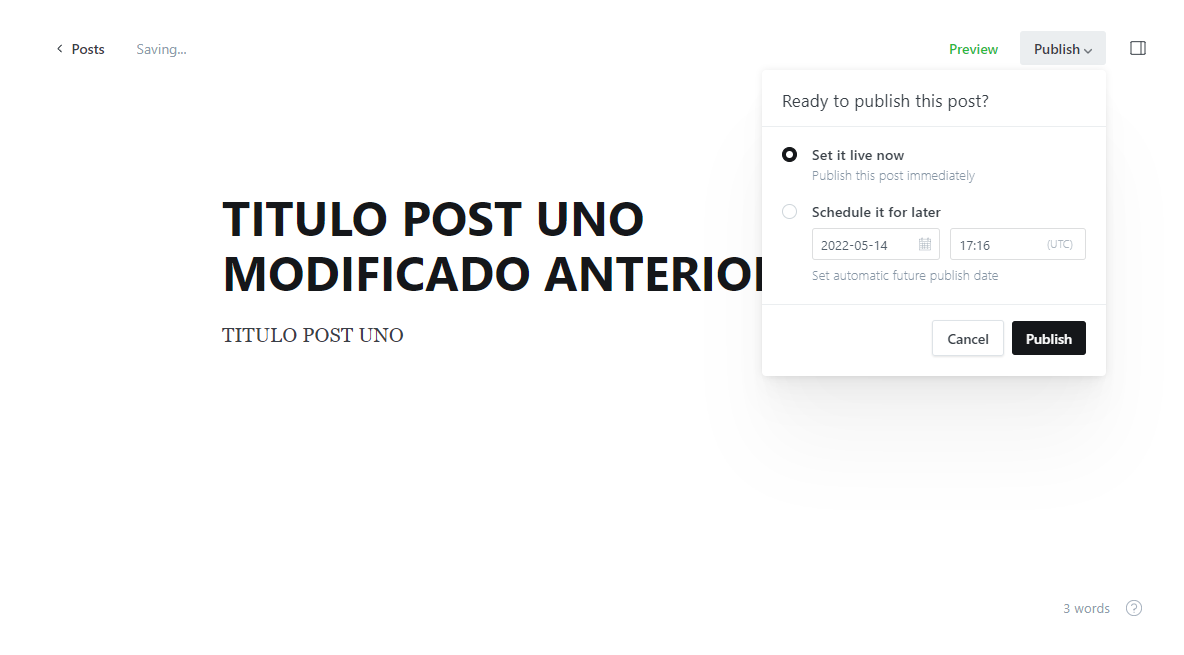 Posts
Saving...
Preview
Publish
Ready to publish this post?
Set it live now
Publish this post immediately
Schedule it for later
2022-05-14
17:16
(UTC)
Set automatic future publish date
Cancel
Publish
TITULO POST UNO
MODIFICADO ANTERIOR
TITULO POST UNO
3 words
?